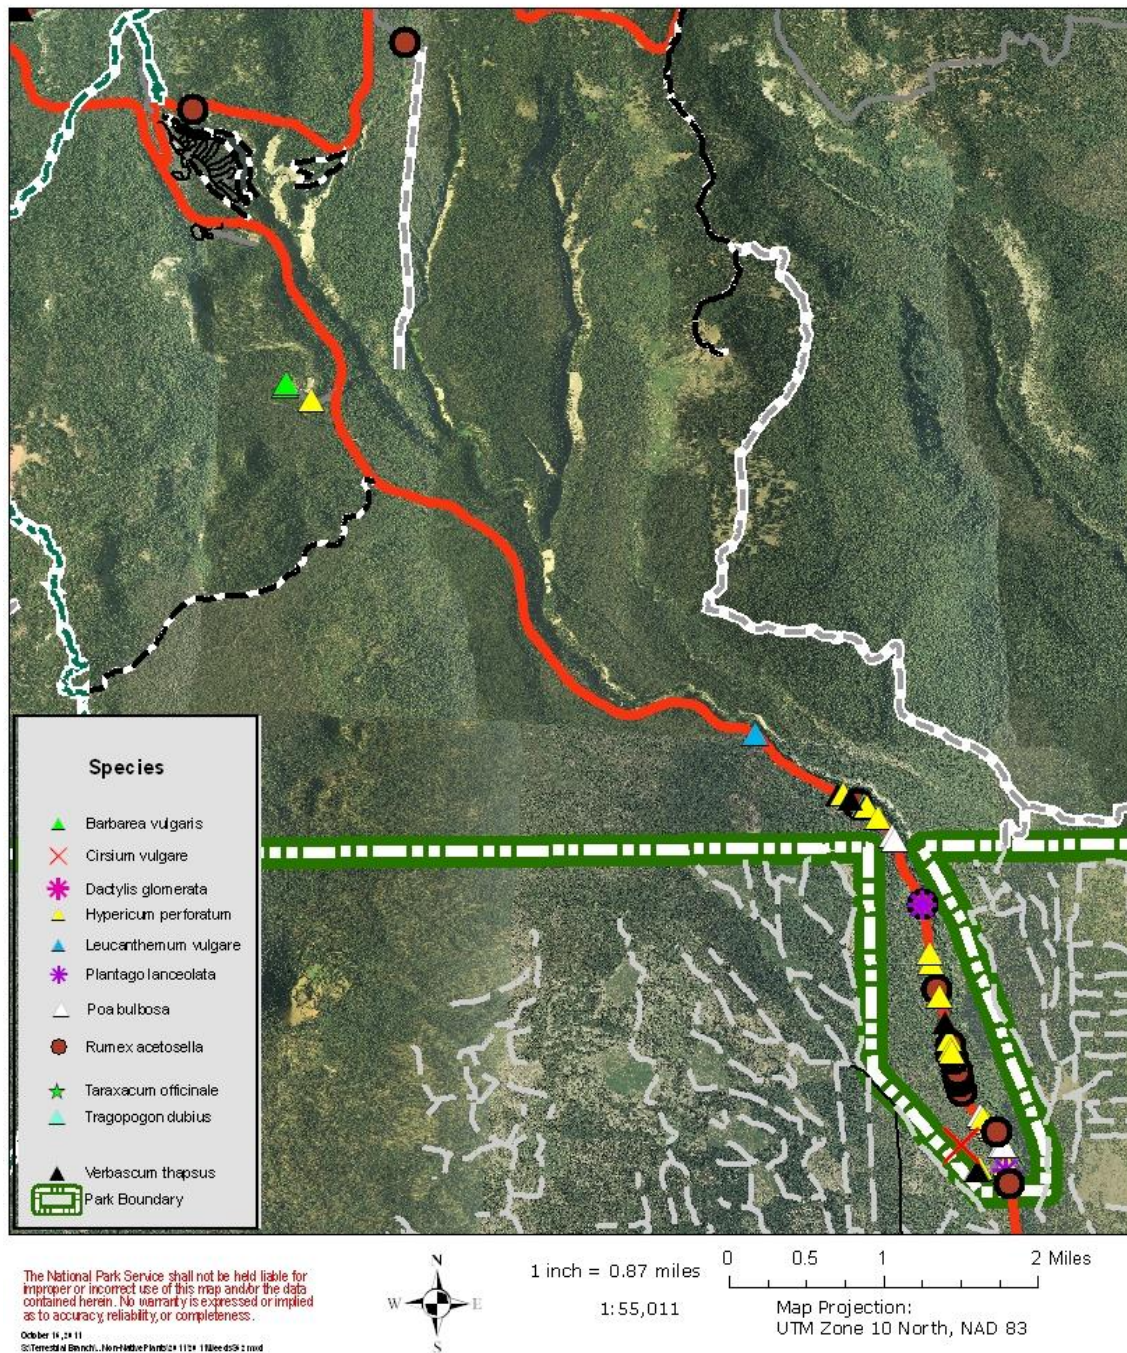 Species
Barbarea vulgaris
Cirsium vulgare
Dactylis glomerata
Hypericum perforatum
Leucanthemum vulgare
Plantago lanceolata
Poa bulbosa
Rumex acetosella
Taraxacum officinale
Tragopogon dubius
Verbascum thapsus
Park Boundary
The National Park Service shall not be held liable for
improper or incorrect use of this map and/or the data
contained herein. No warranty is expressed or implied
as to accuracy, reliability, or completeness.
October 2011
N
W E
S
1 inch = 0.87 miles
1:55,011
0 0.5 1 2 Miles
Map Projection:
UTM Zone 10 North, NAD 83